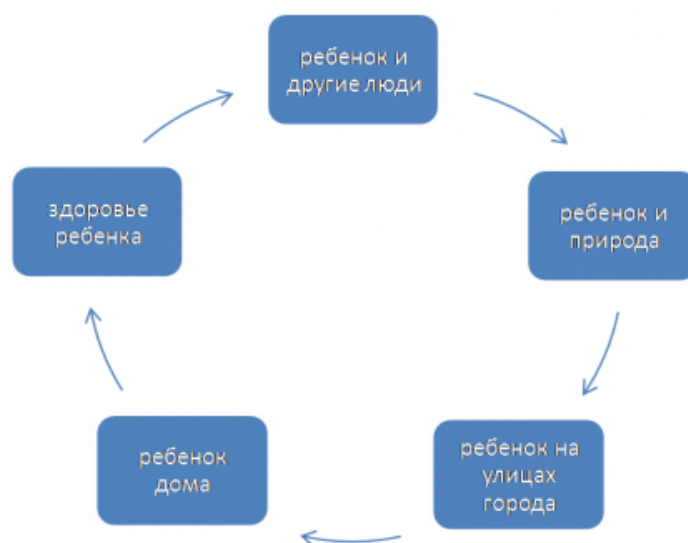 ребенок и
другие люди
ребенок и
природа
ребенок на
улицах
города
ребенок
дома
здоровье
ребенка